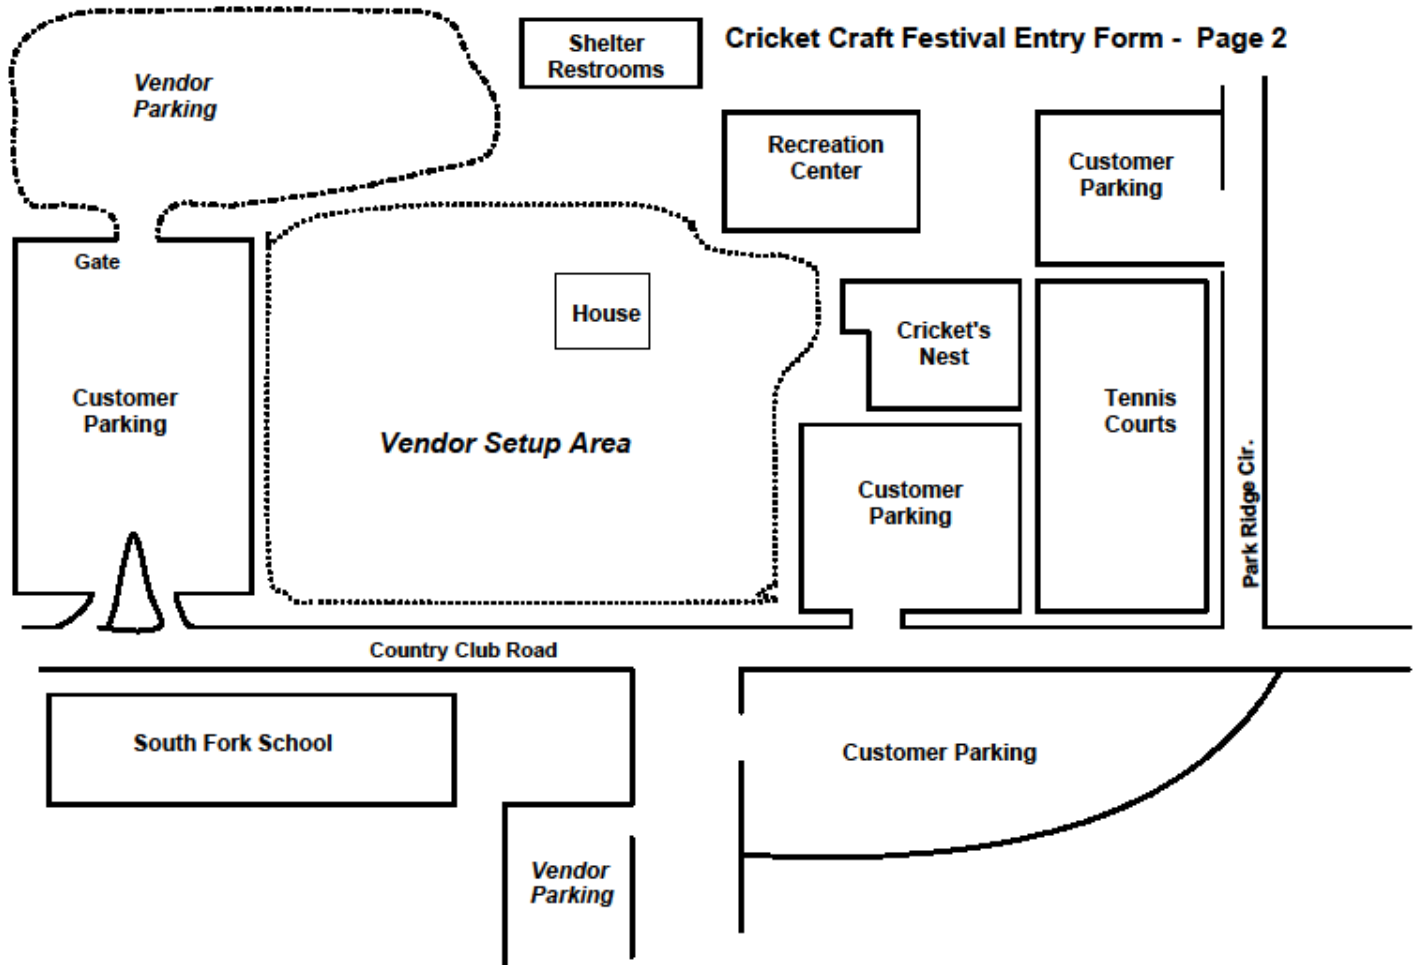 Cricket Craft Festival Entry Form - Page 2
Shelter
Restrooms
Vendor
Parking
Recreation
Center
Customer
Parking
Gate
House
Cricket's
Nest
Customer
Parking
Tennis
Courts
Vendor Setup Area
Customer
Parking
Park Ridge Cir.
Country Club Road
South Fork School
Customer Parking
Vendor
Parking